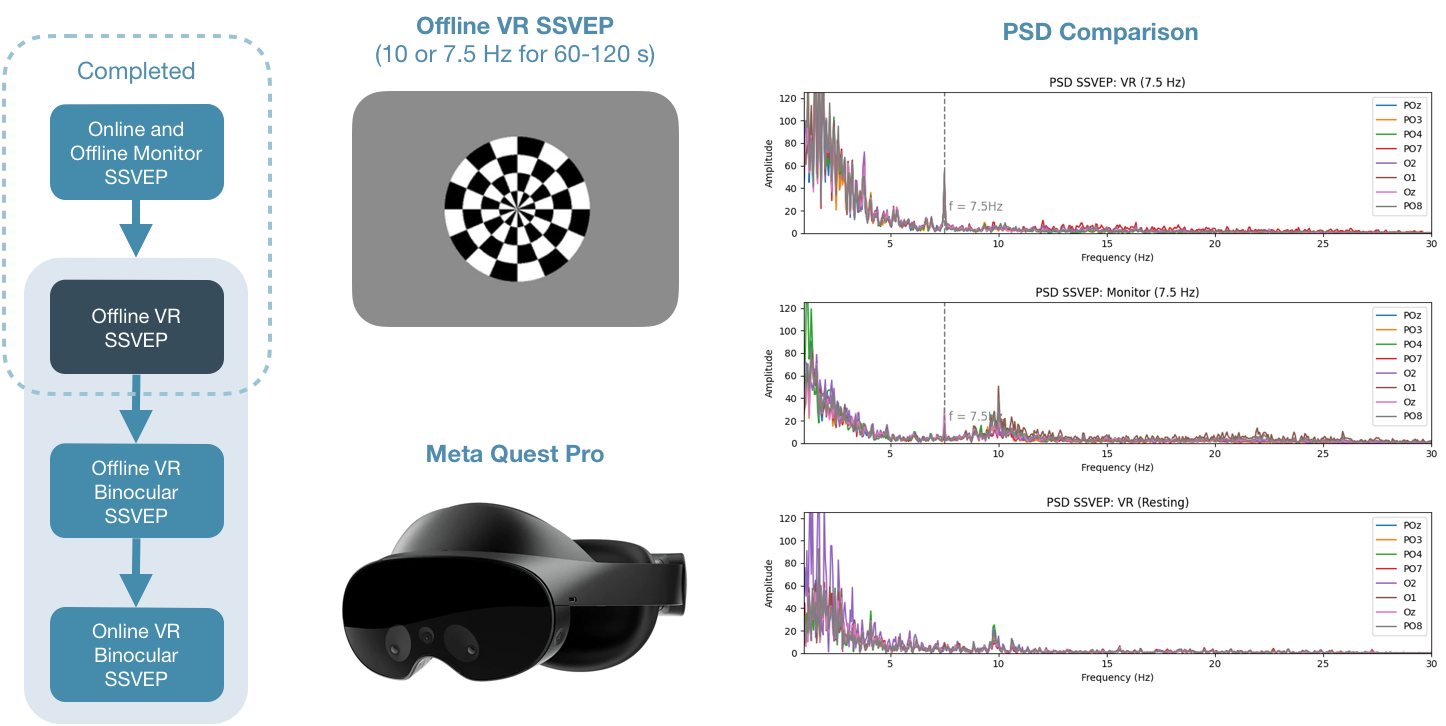 Completed
Online and
Offline Monitor
SSVEP
Offline VR
SSVEP
Offline VR
Binocular
SSVEP
Online VR
Binocular
SSVEP
Offline VR SSVEP
(10 or 7.5 Hz for 60-120 s)
Meta Quest Pro
PSD Comparison
PSD SSVEP: VR (7.5 Hz)
Amplitude
120
100
80
60
40
20
0
f = 7.5Hz
POz
PO3
PO4
PO7
O2
O1
Oz
PO8
5 10 15 20 25 30
Frequency (Hz)
PSD SSVEP: Monitor (7.5 Hz)
Amplitude
120
100
80
60
40
20
0
f = 7.5Hz
POz
PO3
PO4
PO7
O2
O1
Oz
PO8
5 10 15 20 25 30
Frequency (Hz)
PSD SSVEP: VR (Resting)
Amplitude
120
100
80
60
40
20
0
POz
PO3
PO4
PO7
O2
O1
Oz
PO8
5 10 15 20 25 30
Frequency (Hz)